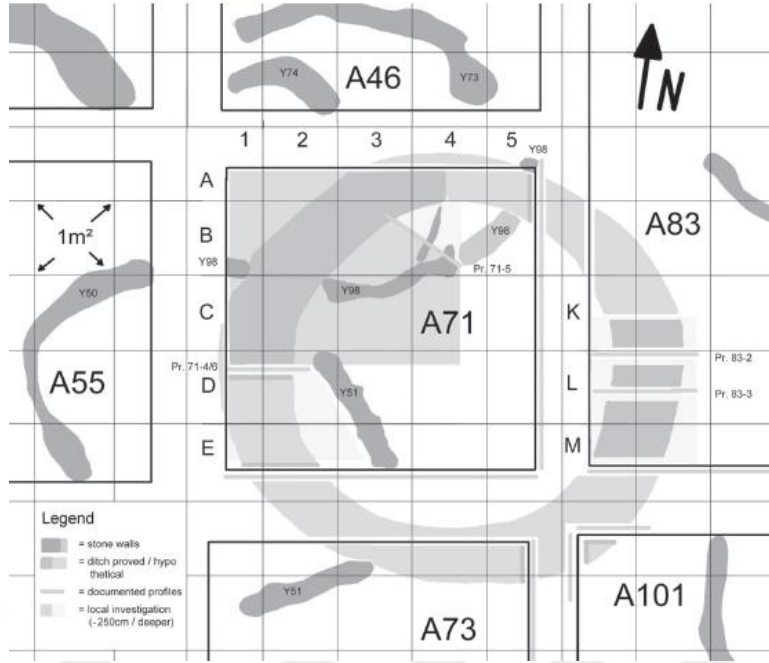 Y74
A46
Y73
N
1 2 3 4 5
Y98
A
1m²
B
Y98
Y98
A83
Pr. 71-5
Y50
Y98
C
A71
K
Pr. 71-4/6
Pr. 83-2
A55
D
Y51
L
Pr. 83-3
E
M
Legend
= stone walls
= ditch proved / hypo
thetical
= documented profiles
= local investigation
(-250cm / deeper)
Y51
A73
A101